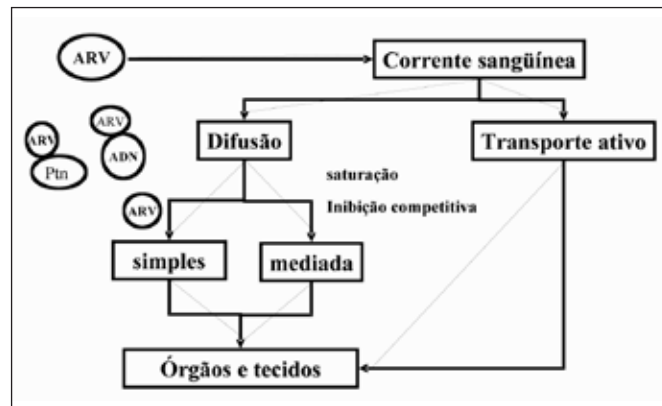 ARV
Corrente sangüínea
ARV
ARV
ADN
Ptn
Difusão
Transporte ativo
saturação
Inibição competitiva
ARV
simples
mediada
Órgãos e tecidos